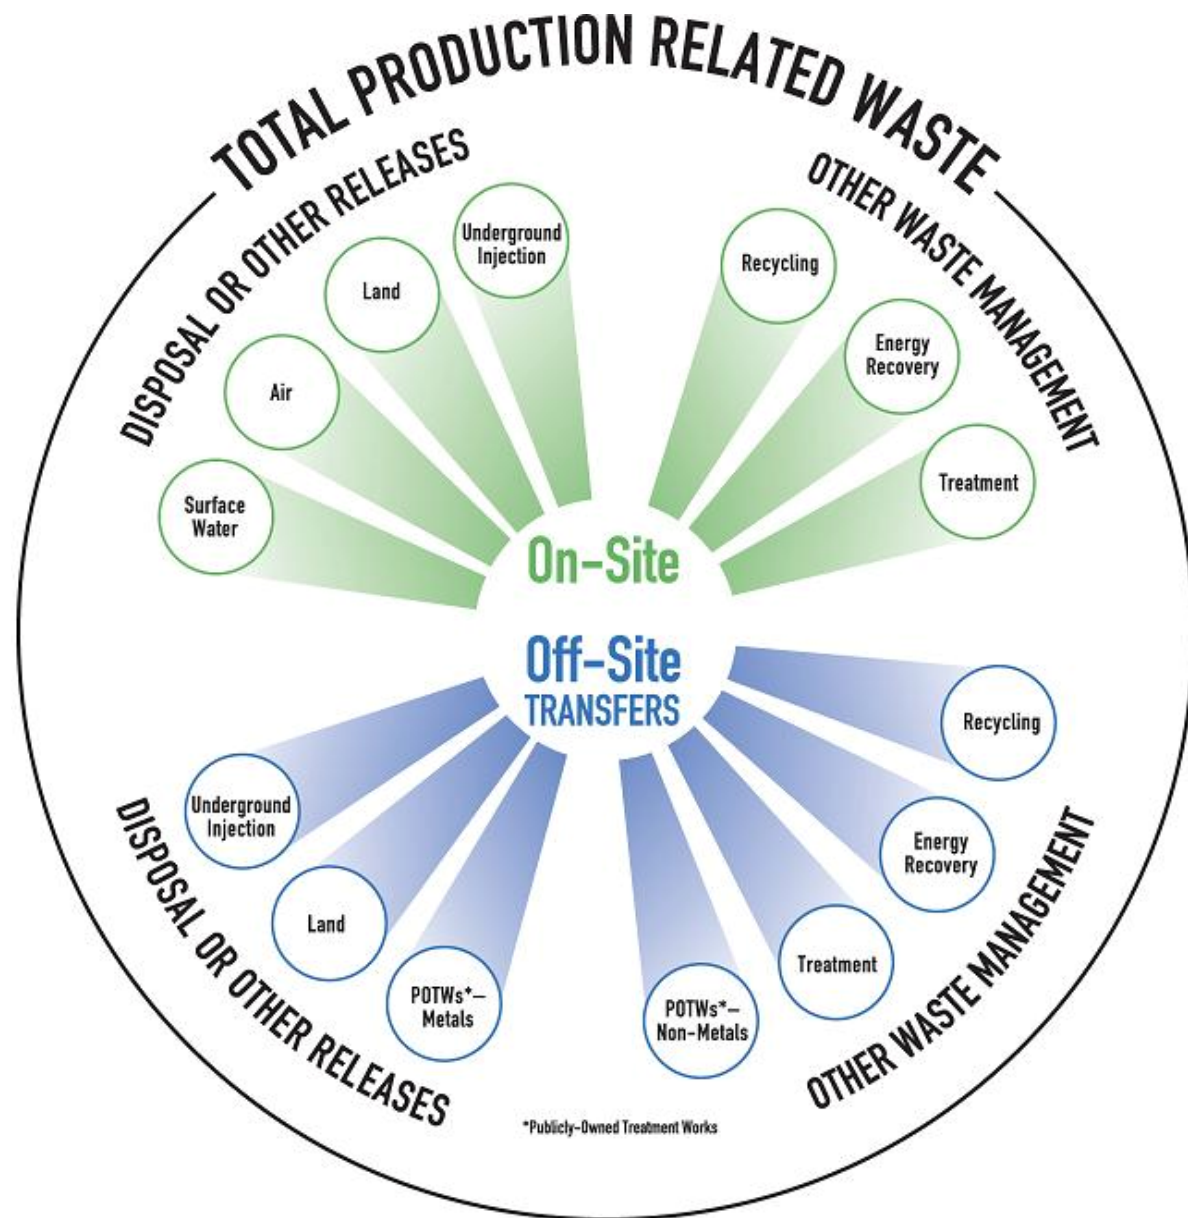 TOTAL PRODUCTION RELATED WASTE
DISPOSAL OR OTHER RELEASES
OTHER WASTE MANAGEMENT
Underground
Injection
Land
Air
Surface
Water
Recycling
Energy
Recovery
Treatment
On-Site
Off-Site
TRANSFERS
Underground
Injection
Land
POTWs*–
Metals
POTWs*–
Non-Metals
Treatment
Energy
Recovery
Recycling
DISPOSAL OR OTHER RELEASES
OTHER WASTE MANAGEMENT
*Publicly-Owned Treatment Works